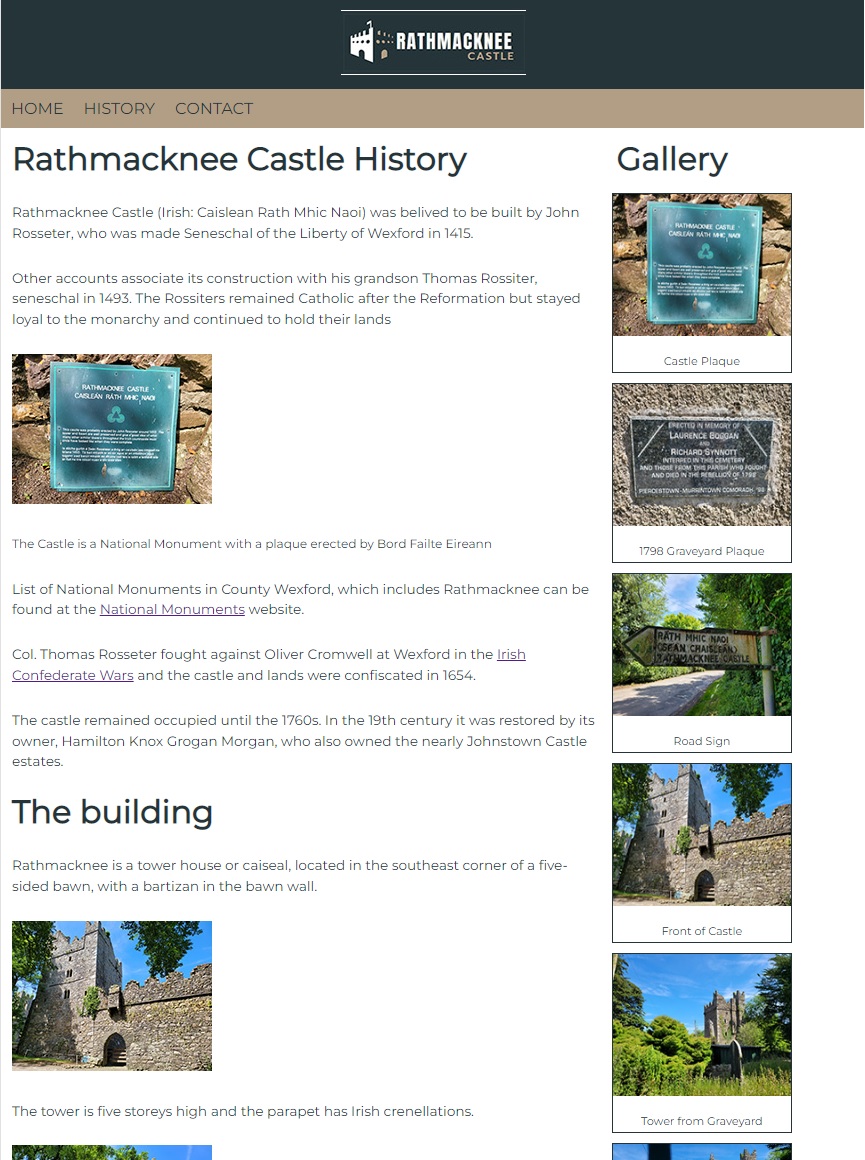 RATHMACKNEE
CASTLE
HOME HISTORY CONTACT
Rathmacknee Castle History
Rathmacknee Castle (Irish: Caislean Rath Mhic Naoi) was belived to be built by John
Rosseter, who was made Seneschal of the Liberty of Wexford in 1415.
Other accounts associate its construction with his grandson Thomas Rossiter,
seneschal in 1493. The Rossiters remained Catholic after the Reformation but stayed
loyal to the monarchy and continued to hold their lands
RATHMACKNEE CASTLE
CAISLEÁN RÁTH MHIC NAOI
The Castle is a National Monument with a plaque erected by Bord Failte Eireann
List of National Monuments in County Wexford, which includes Rathmacknee can be
found at the National Monuments website.
Col. Thomas Rosseter fought against Oliver Cromwell at Wexford in the Irish
Confederate Wars and the castle and lands were confiscated in 1654.
The castle remained occupied until the 1760s. In the 19th century it was restored by its
owner, Hamilton Knox Grogan Morgan, who also owned the nearly Johnstown Castle
estates.
The building
Rathmacknee is a tower house or caiseal, located in the southeast corner of a five-
sided bawn, with a bartizan in the bawn wall.
The tower is five storeys high and the parapet has Irish crenellations.
Gallery
RATHMACKNEE CASTLE
CAISLEÁN RÁTH MHIC NAOI
Castle Plaque
ERECTED IN MEMORY OF
LAURENCE BOGGAN
AND
RICHARD SYNNOTT
INTERRED IN THIS CEMETERY
AND THOSE FROM THIS PARISH WHO FOUGHT
AND DIED IN THE REBELLION OF 1798
PIERCESTOWN-MURRINTOWN COMORADH '98
1798 Graveyard Plaque
RATH MHIC NAOI
(SEAN CHAISLEAN)
RATHMACKNEE CASTLE
Road Sign
Front of Castle
Tower from Graveyard